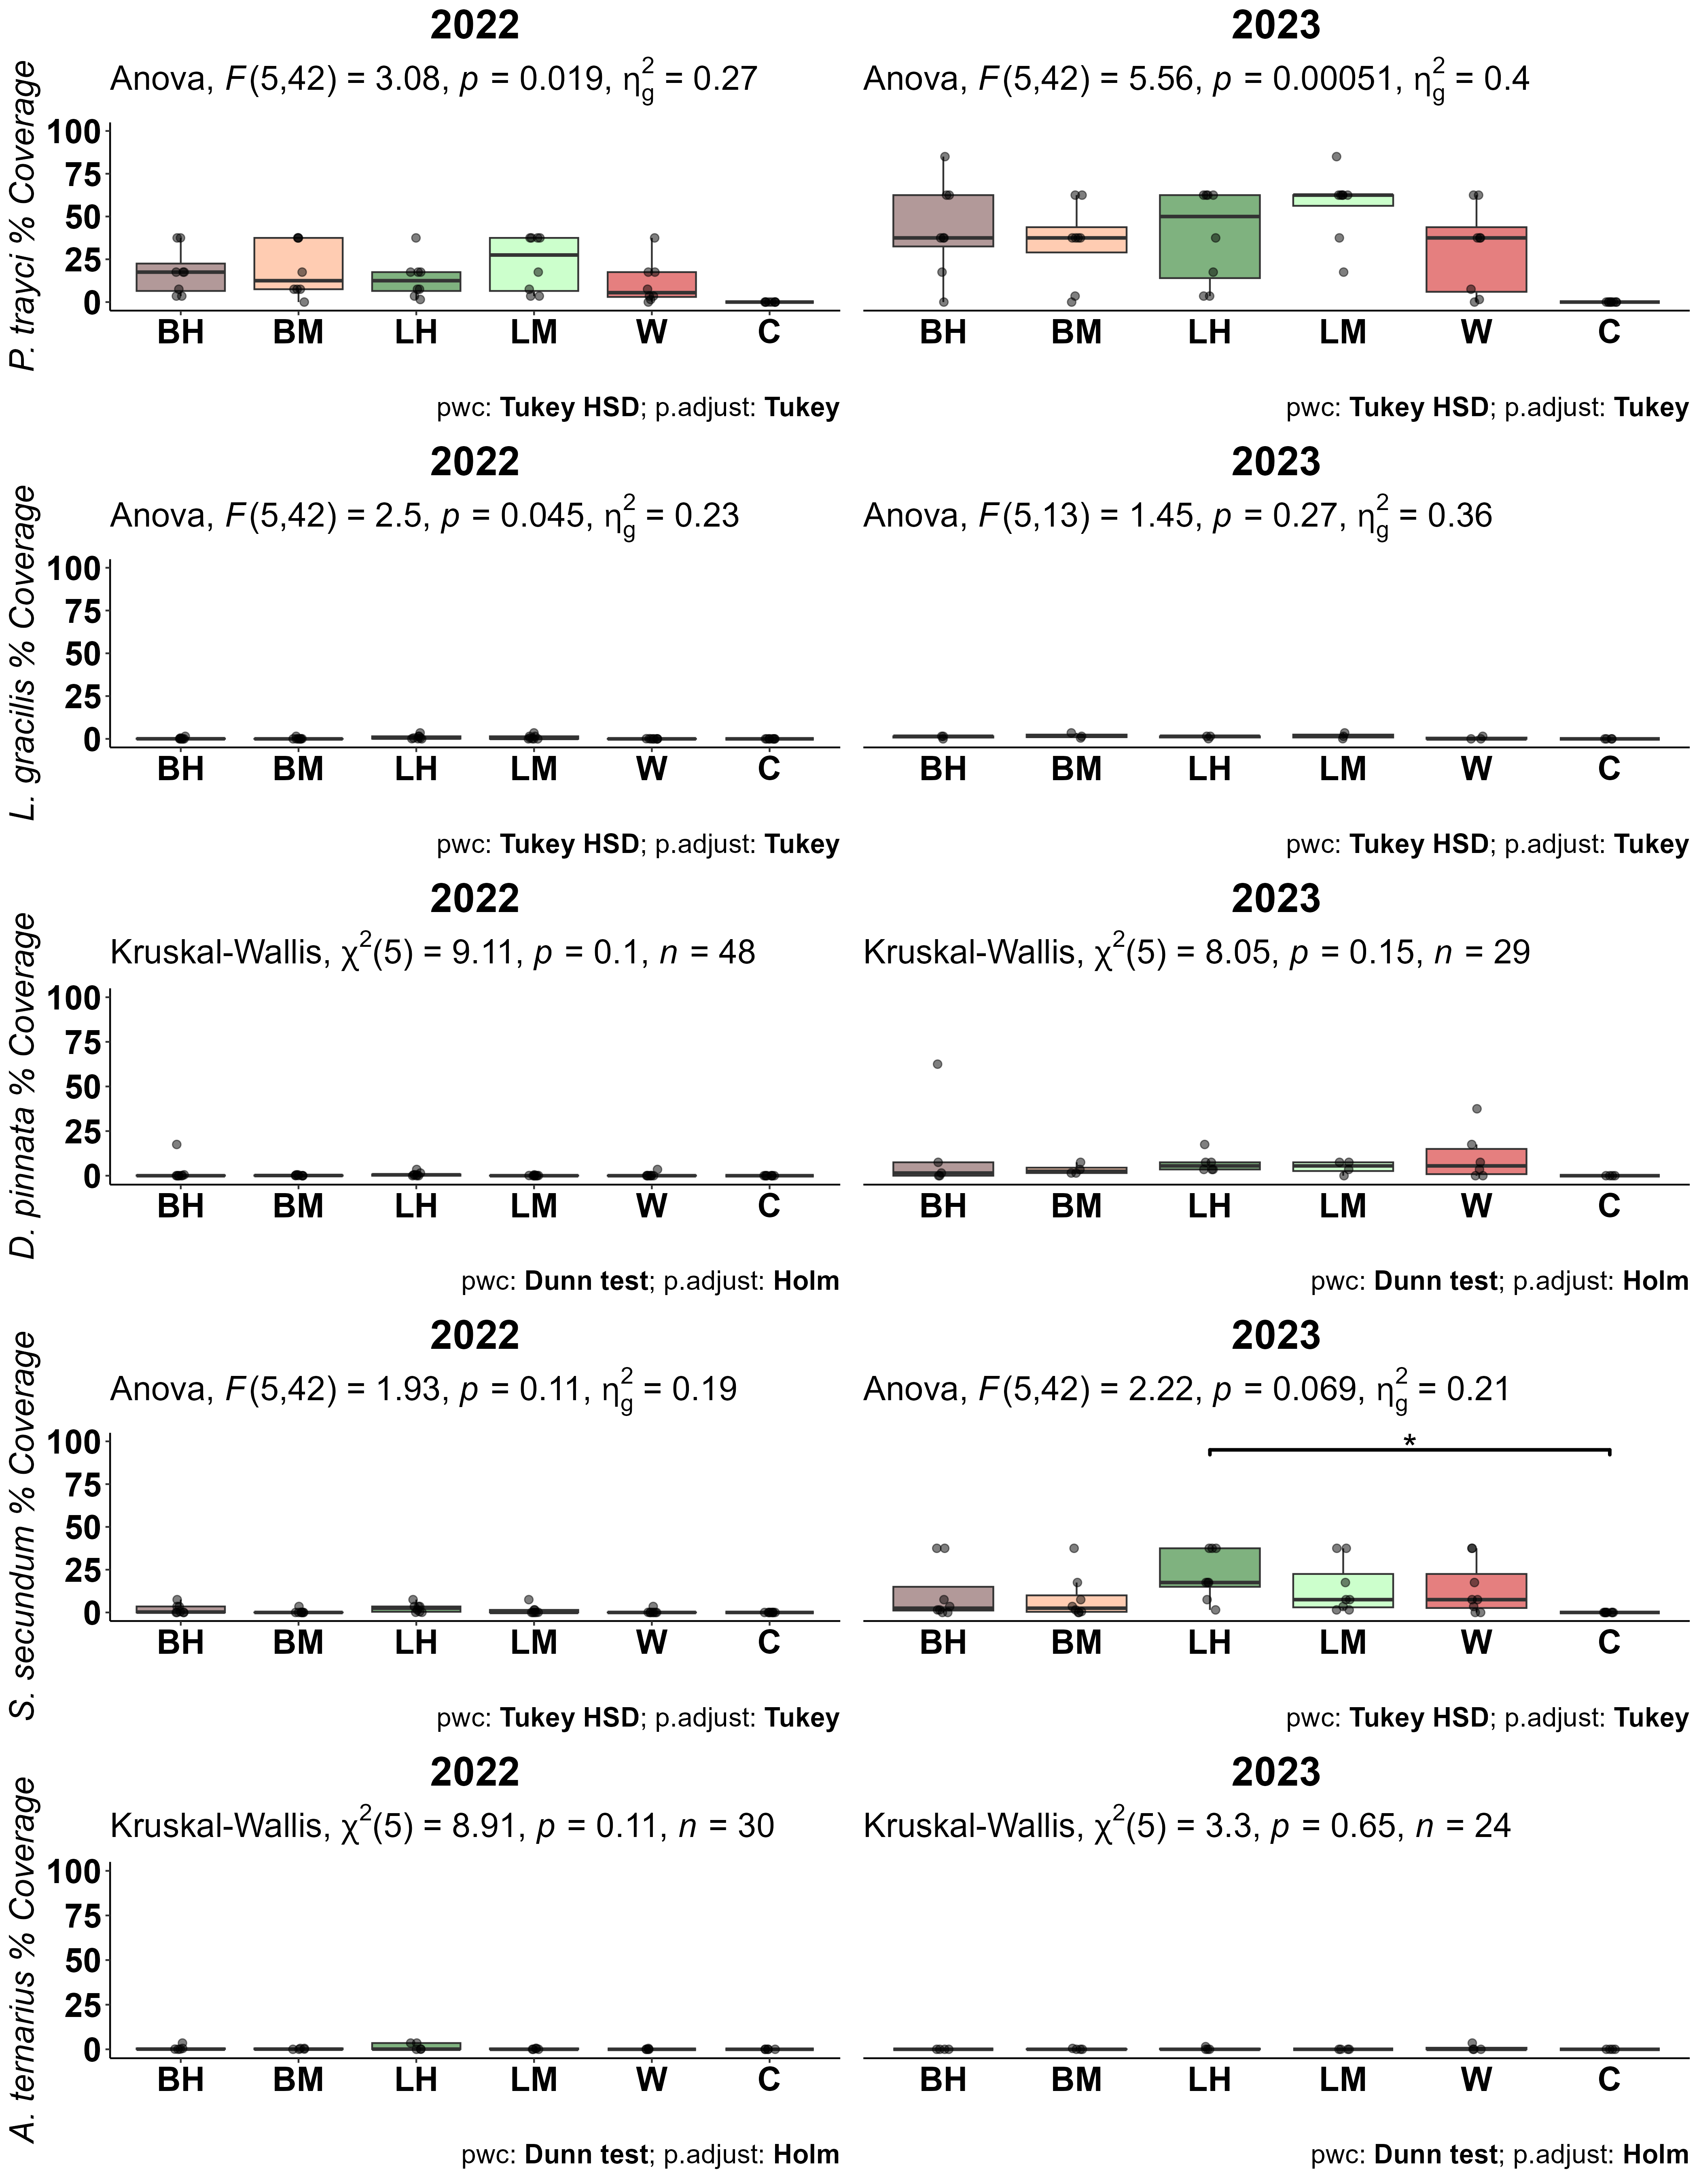 2022
2023
Anova, F(5,42) = 3.08, p = 0.019, η²g = 0.27
Anova, F(5,42) = 5.56, p = 0.00051, η²g = 0.4
P. trayci % Coverage
100
75
50
25
0
BH BM LH LM W C
BH BM LH LM W C
pwc: Tukey HSD; p.adjust: Tukey
pwc: Tukey HSD; p.adjust: Tukey
2022
2023
Anova, F(5,42) = 2.5, p = 0.045, η²g = 0.23
Anova, F(5,13) = 1.45, p = 0.27, η²g = 0.36
L. gracilis % Coverage
100
75
50
25
0
BH BM LH LM W C
BH BM LH LM W C
pwc: Tukey HSD; p.adjust: Tukey
pwc: Tukey HSD; p.adjust: Tukey
2022
2023
Kruskal-Wallis, χ²(5) = 9.11, p = 0.1, n = 48
Kruskal-Wallis, χ²(5) = 8.05, p = 0.15, n = 29
D. pinnata % Coverage
100
75
50
25
0
BH BM LH LM W C
BH BM LH LM W C
pwc: Dunn test; p.adjust: Holm
pwc: Dunn test; p.adjust: Holm
2022
2023
Anova, F(5,42) = 1.93, p = 0.11, η²g = 0.19
Anova, F(5,42) = 2.22, p = 0.069, η²g = 0.21
S. secundum % Coverage
100
75
50
25
0
*
BH BM LH LM W C
BH BM LH LM W C
pwc: Tukey HSD; p.adjust: Tukey
pwc: Tukey HSD; p.adjust: Tukey
2022
2023
Kruskal-Wallis, χ²(5) = 8.91, p = 0.11, n = 30
Kruskal-Wallis, χ²(5) = 3.3, p = 0.65, n = 24
A. ternarius % Coverage
100
75
50
25
0
BH BM LH LM W C
BH BM LH LM W C
pwc: Dunn test; p.adjust: Holm
pwc: Dunn test; p.adjust: Holm